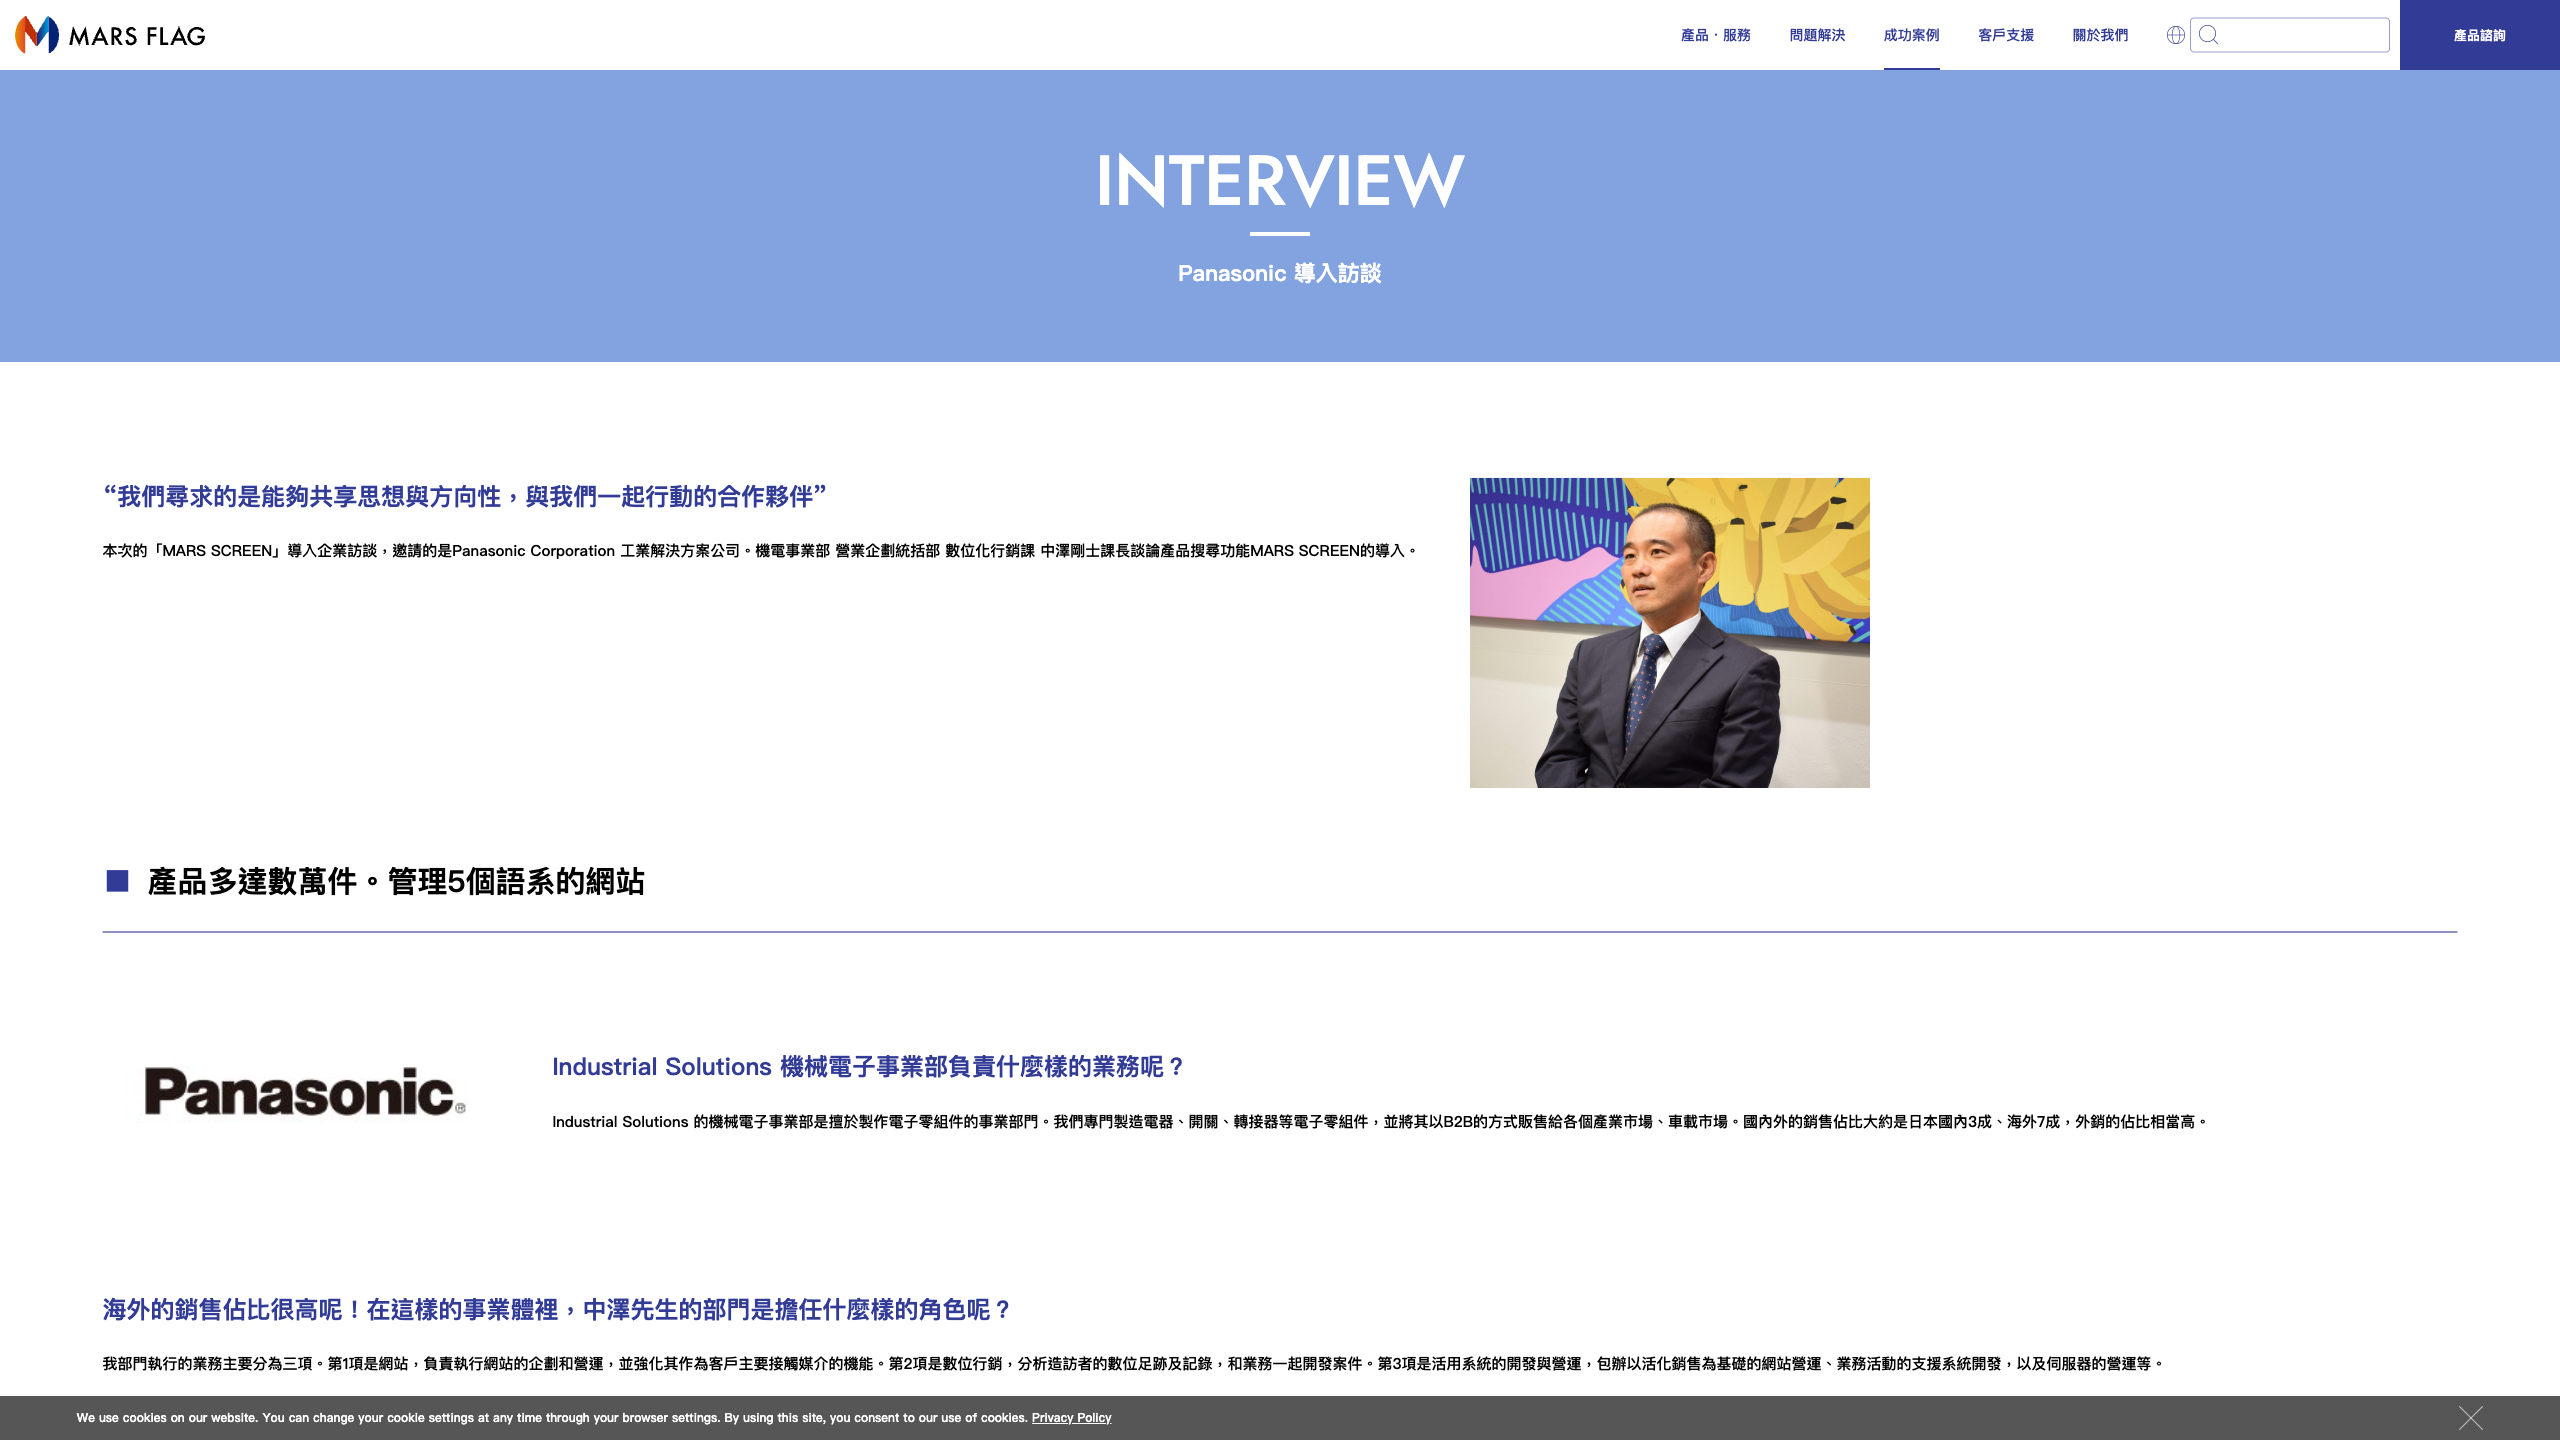 MARS FLAG
產品・服務
問題解決
成功案例
客戶支援
關於我們
產品諮詢
INTERVIEW
Panasonic 導入訪談
“我們尋求的是能夠共享思想與方向性，與我們一起行動的合作夥伴”
本次的「MARS SCREEN」導入企業訪談，邀請的是Panasonic Corporation 工業解決方案公司。機電事業部 營業企劃統括部 數位化行銷課 中澤剛士課長談論產品搜尋功能MARS SCREEN的導入。
產品多達數萬件。管理5個語系的網站
Panasonic®
Industrial Solutions 機械電子事業部負責什麼樣的業務呢？
Industrial Solutions 的機械電子事業部是擅於製作電子零組件的事業部門。我們專門製造電器、開關、轉接器等電子零組件，並將其以B2B的方式販售給各個產業市場、車載市場。國內外的銷售佔比大約是日本國內3成、海外7成，外銷的佔比相當高。
海外的銷售佔比很高呢！在這樣的事業體裡，中澤先生的部門是擔任什麼樣的角色呢？
我部門執行的業務主要分為三項。第1項是網站，負責執行網站的企劃和營運，並強化其作為客戶主要接觸媒介的機能。第2項是數位行銷，分析造訪者的數位足跡及記錄，和業務一起開發案件。第3項是活用系統的開發與營運，包辦以活化銷售為基礎的網站營運、業務活動的支援系統開發，以及伺服器的營運等。
We use cookies on our website. You can change your cookie settings at any time through your browser settings. By using this site, you consent to our use of cookies. Privacy Policy